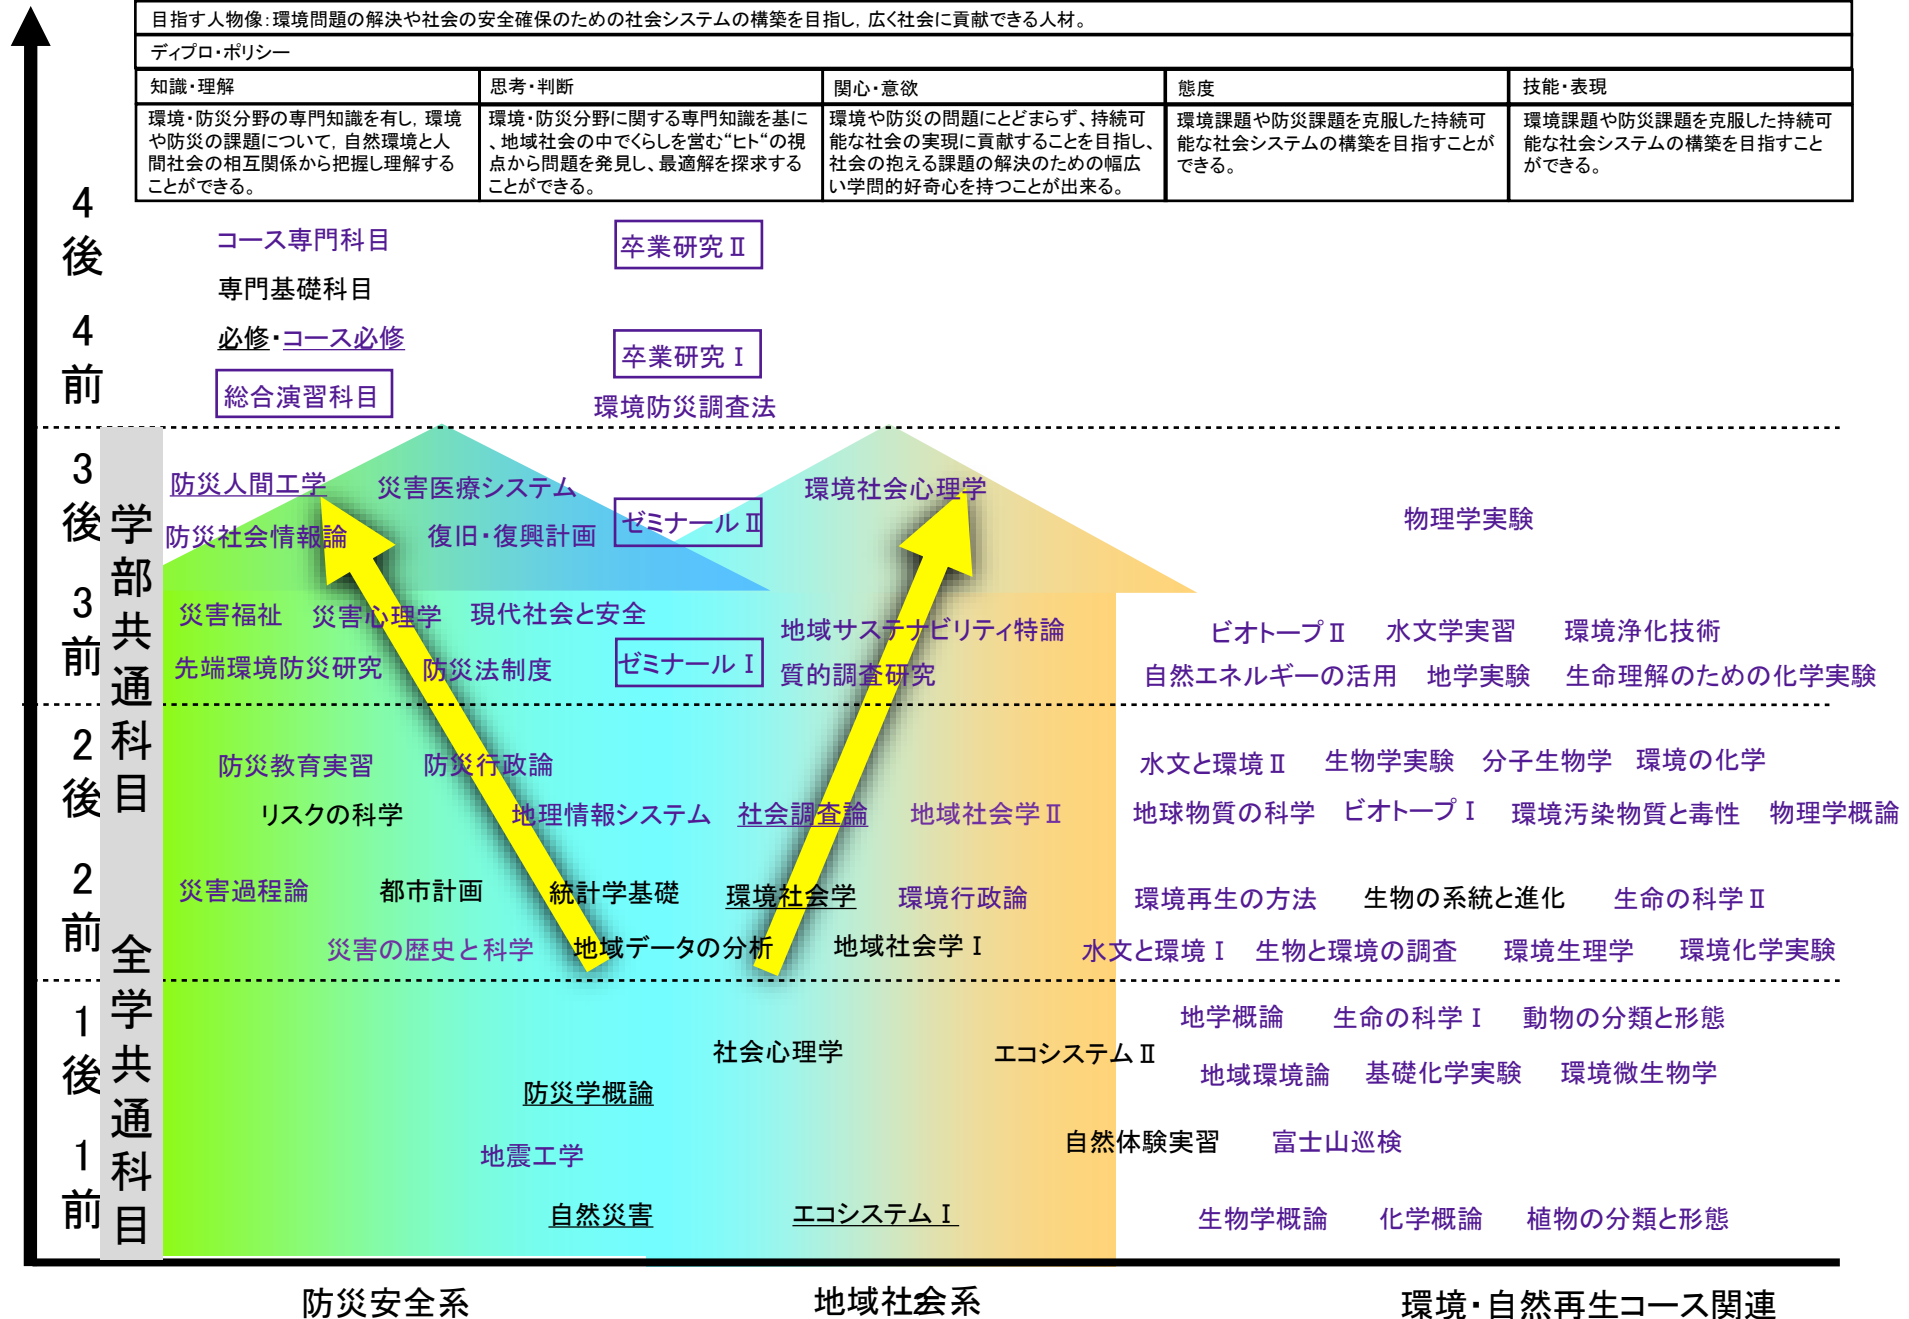 目指す人物像：環境問題の解決や社会の安全確保のための社会システムの構築を目指し，広く社会に貢献できる人材。
ディプロ・ポリシー
知識・理解
思考・判断
関心・意欲
態度
技能・表現
環境・防災分野の専門知識を有し，環境
や防災の課題について，自然環境と人
間社会の相互関係から把握し理解する
ことができる。
環境・防災分野に関する専門知識を基に
、地域社会の中でくらしを営む“ヒト“の視
点から問題を発見し、最適解を探求する
ことができる。
環境や防災の問題にとどまらず、持続可
能な社会の実現に貢献することを目指し、
社会の抱える課題の解決のための幅広
い学問的好奇心を持つことが出来る。
環境課題や防災課題を克服した持続可
能な社会システムの構築を目指すことが
できる。
環境課題や防災課題を克服した持続可
能な社会システムの構築を目指すこと
ができる。
4後
コース専門科目
卒業研究Ⅱ
専門基礎科目
4前
必修・コース必修
卒業研究Ⅰ
総合演習科目
環境防災調査法
学部共通科目
3後
防災人間工学
災害医療システム
環境社会心理学
防災社会情報論
復旧・復興計画
ゼミナールⅡ
物理学実験
3前
災害福祉
災害心理学
現代社会と安全
地域サステナビリティ特論
ビオトープⅡ
水文学実習
環境浄化技術
先端環境防災研究
防災法制度
ゼミナールⅠ
質的調査研究
自然エネルギーの活用
地学実験
生命理解のための化学実験
2後
防災教育実習
防災行政論
水文と環境Ⅱ
生物学実験
分子生物学
環境の化学
リスクの科学
地理情報システム
社会調査論
地域社会学Ⅱ
地球物質の科学
ビオトープⅠ
環境汚染物質と毒性
物理学概論
2前
災害過程論
都市計画
統計学基礎
環境社会学
環境行政論
環境再生の方法
生物の系統と進化
生命の科学Ⅱ
災害の歴史と科学
地域データの分析
地域社会学Ⅰ
水文と環境Ⅰ
生物と環境の調査
環境生理学
環境化学実験
全学共通科目
1後
地学概論
生命の科学Ⅰ
動物の分類と形態
社会心理学
エコシステムⅡ
地域環境論
基礎化学実験
環境微生物学
防災学概論
1前
地震工学
自然体験実習
富士山巡検
自然災害
エコシステムⅠ
生物学概論
化学概論
植物の分類と形態
防災安全系
地域社会系
2
環境・自然再生コース関連